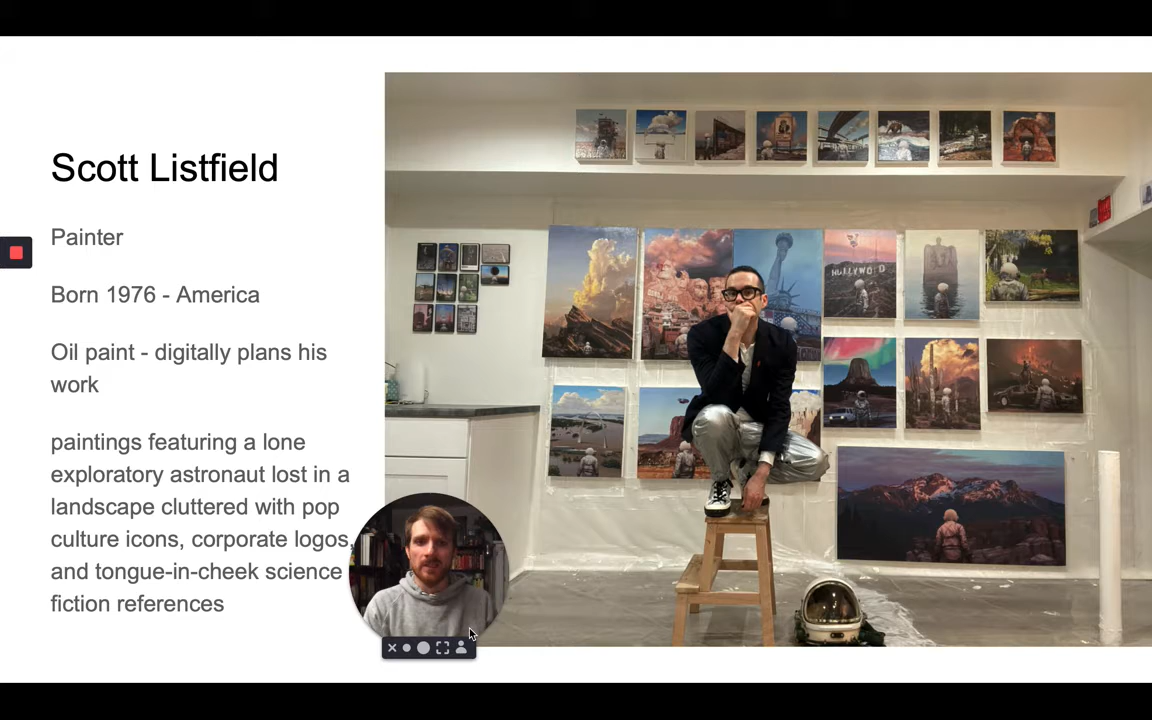 Scott Listfield
Painter
Born 1976 - America
Oil paint - digitally plans his
work
paintings featuring a lone
exploratory astronaut lost in a
landscape cluttered with pop
culture icons, corporate logos,
and tongue-in-cheek science
fiction references
HOLLYWOOD